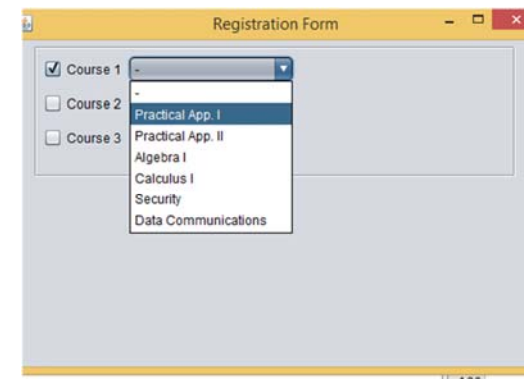 Registration Form
Course 1 -
-
Course 2
Practical App. I
Course 3
Practical App. II
Algebra I
Calculus I
Security
Data Communications